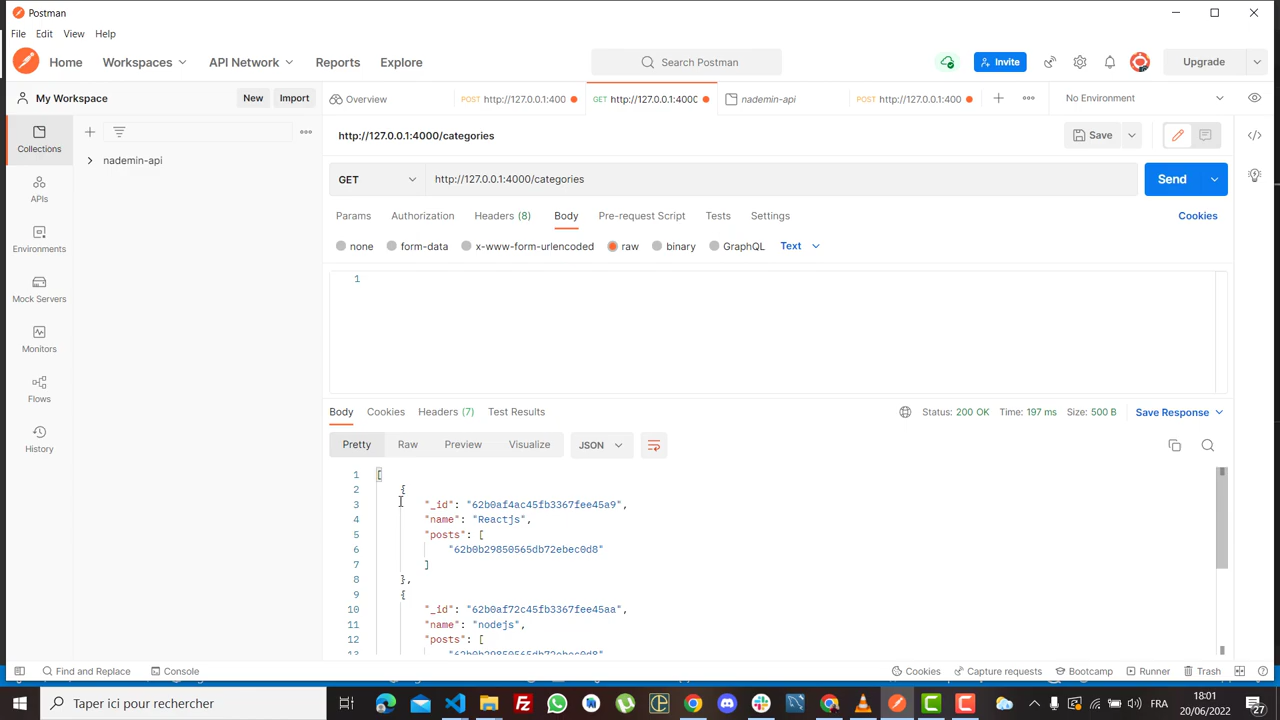 Postman
File Edit View Help
Home Workspaces API Network Reports Explore Search Postman Invite Upgrade
My Workspace New Import Overview POST http://127.0.0.1:400 GET http://127.0.0.1:4000 nademin-api POST http://127.0.0.1:400 No Environment
Collections
nademin-api
http://127.0.0.1:4000/categories Save
GET http://127.0.0.1:4000/categories Send
APIs
Params Authorization Headers (8) Body Pre-request Script Tests Settings Cookies
Environments
none form-data x-www-form-urlencoded raw binary GraphQL Text
1
Mock Servers
Monitors
Flows
History
Body Cookies Headers (7) Test Results Status: 200 OK Time: 197 ms Size: 500 B Save Response
Pretty Raw Preview Visualize JSON
1 [
2 {
3 "_id": "62b0af4ac45fb3367fee45a9",
4 "name": "Reactjs",
5 "posts": [
6 "62b0b29850565db72ebec0d8"
7 ]
8 },
9 {
10 "_id": "62b0af72c45fb3367fee45aa",
11 "name": "nodejs",
12 "posts": [
13 "62b0b29850565db72ebec0d8"
Find and Replace Console Cookies Capture requests Bootcamp Runner Trash
Taper ici pour rechercher FRA 18:01
20/06/2022 27